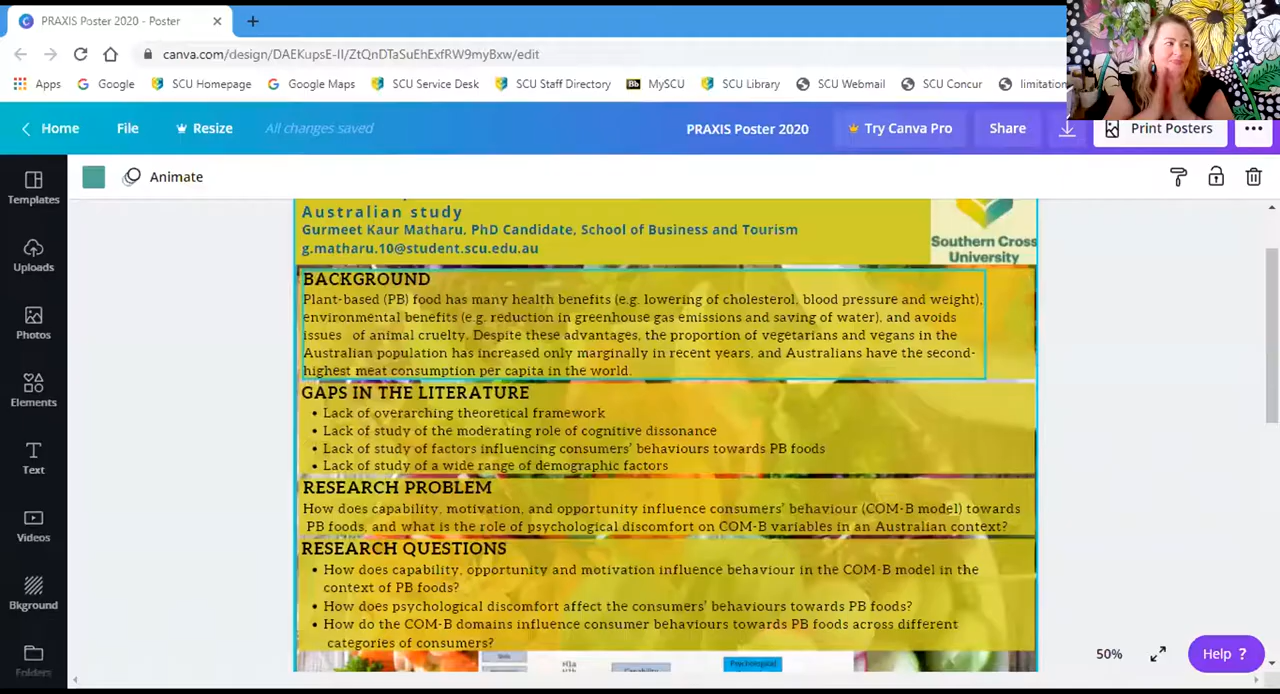 PRAXIS Poster 2020 - Poster
canva.com/design/DAEKupsE-II/ZtQnDTaSuEhExfRW9myBxw/edit
Apps Google SCU Homepage Google Maps SCU Service Desk SCU Staff Directory Bb MySCU SCU Library SCU Webmail SCU Concur limitation
Home File Resize All changes saved PRAXIS Poster 2020 Try Canva Pro Share Print Posters
Animate
Templates
Uploads
Photos
Elements
Text
Videos
Bkground
Folders
Australian study
Gurmeet Kaur Matharu, PhD Candidate, School of Business and Tourism
g.matharu.10@student.scu.edu.au
Southern Cross
University
BACKGROUND
Plant-based (PB) food has many health benefits (e.g. lowering of cholesterol, blood pressure and weight),
environmental benefits (e.g. reduction in greenhouse gas emissions and saving of water), and avoids
issues of animal cruelty. Despite these advantages, the proportion of vegetarians and vegans in the
Australian population has increased only marginally in recent years, and Australians have the second-
highest meat consumption per capita in the world.
GAPS IN THE LITERATURE
• Lack of overarching theoretical framework
• Lack of study of the moderating role of cognitive dissonance
• Lack of study of factors influencing consumers' behaviours towards PB foods
• Lack of study of a wide range of demographic factors
RESEARCH PROBLEM
How does capability, motivation, and opportunity influence consumers' behaviour (COM-B model) towards
PB foods, and what is the role of psychological discomfort on COM-B variables in an Australian context?
RESEARCH QUESTIONS
• How does capability, opportunity and motivation influence behaviour in the COM-B model in the
context of PB foods?
• How does psychological discomfort affect the consumers' behaviours towards PB foods?
• How do the COM-B domains influence consumer behaviours towards PB foods across different
categories of consumers?
Skills
Capability
Psychological
50%
Help ?